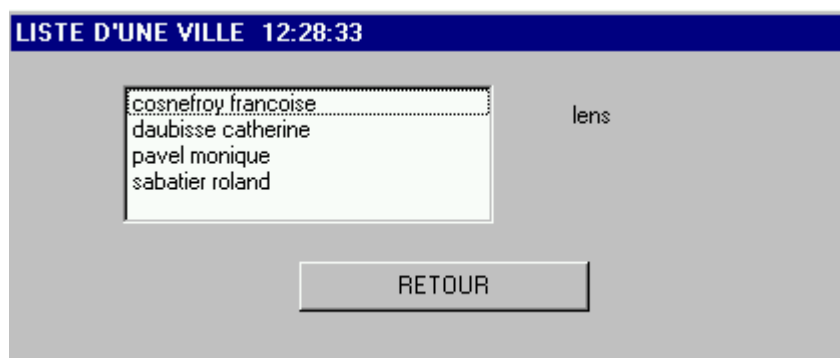 LISTE D'UNE VILLE 12:28:33
cosnefroy francoise
lens
daubisse catherine
pavel monique
sabatier roland
RETOUR